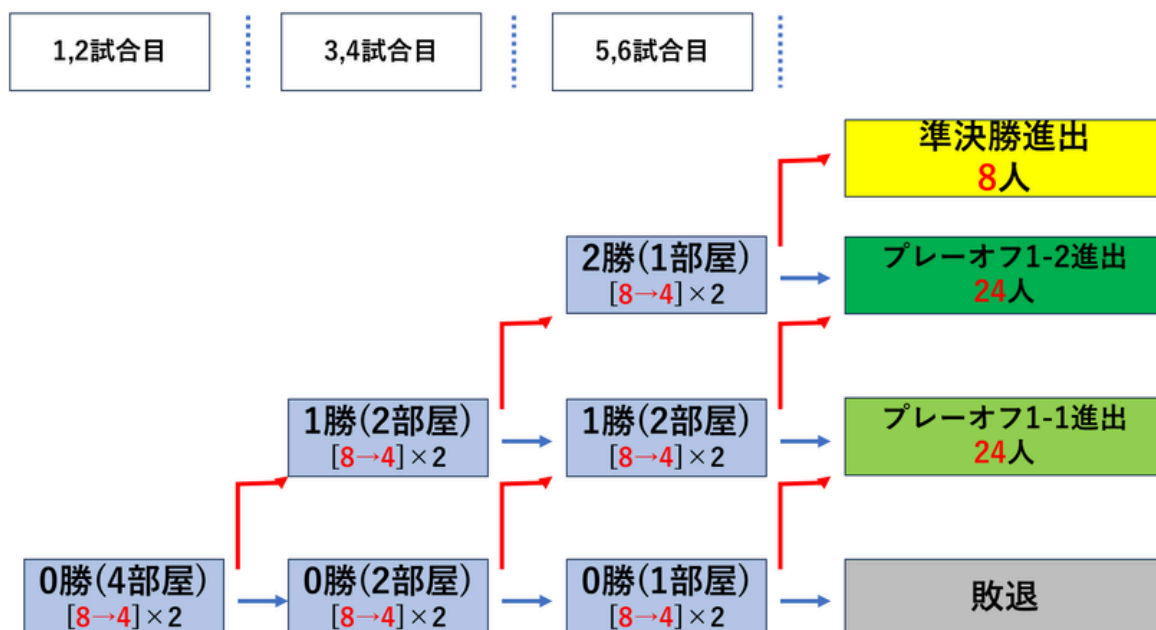 1,2試合目
3,4試合目
5,6試合目
準決勝進出
8人
2勝(1部屋)
[8→4]×2
プレーオフ1-2進出
24人
1勝(2部屋)
[8→4]×2
1勝(2部屋)
[8→4]×2
プレーオフ1-1進出
24人
0勝(4部屋)
[8→4]×2
0勝(2部屋)
[8→4]×2
0勝(1部屋)
[8→4]×2
敗退